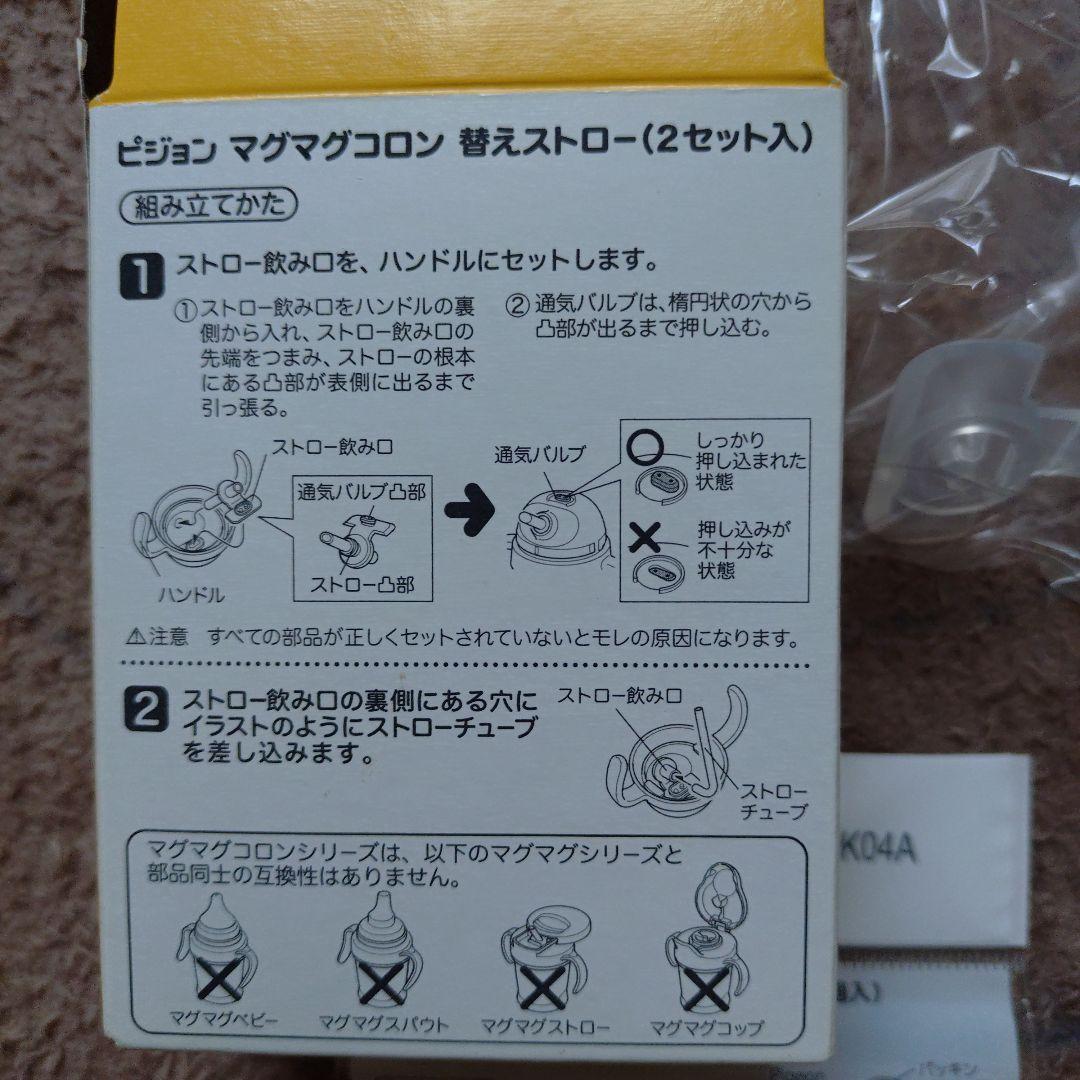 ピジョン マグマグコロン 替えストロー(2セット入)
組み立てかた
1 ストロー飲み口を、ハンドルにセットします。
①ストロー飲み口をハンドルの裏
側から入れ、ストロー飲み口の
先端をつまみ、ストローの根本
にある凸部が表側に出るまで
引っ張る。
②通気バルブは、楕円状の穴から
凸部が出るまで押し込む。
ストロー飲み口
通気バルブ凸部
ストロー凸部
ハンドル
通気バルブ
しっかり
押し込まれた
状態
押し込みが
不十分な
状態
⚠注意 すべての部品が正しくセットされていないとモレの原因になります。
2 ストロー飲み口の裏側にある穴に
イラストのようにストローチューブ
を差し込みます。
ストロー飲み口
ストロー
チューブ
マグマグコロンシリーズは、以下のマグマグシリーズと
部品同士の互換性はありません。
マグマグベビー
マグマグスパウト
マグマグストロー
マグマグコップ
K04A
入)
パッキン